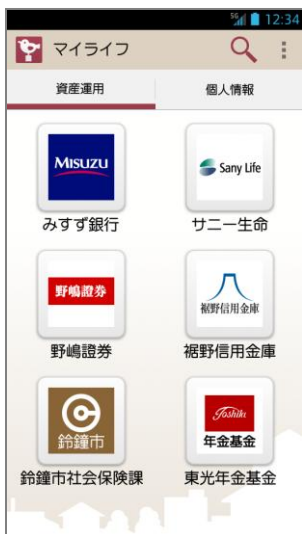 5G 12:34
マイライフ
資産運用 個人情報
MISUZU Sany Life
みすず銀行 サニー生命
野嶋證券 裾野信用金庫
野嶋證券 裾野信用金庫
鈴鐘市 Joshiki 年金基金
鈴鐘市社会保険課 東光年金基金